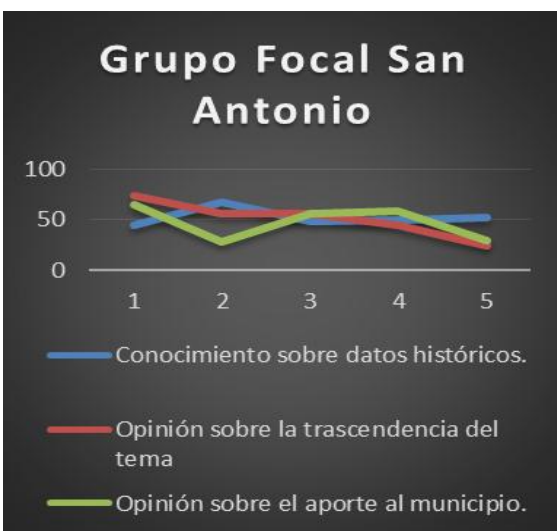 Grupo Focal San
Antonio
100
50
0
1 2 3 4 5
Conocimiento sobre datos históricos.
Opinión sobre la trascendencia del
tema
Opinión sobre el aporte al municipio.